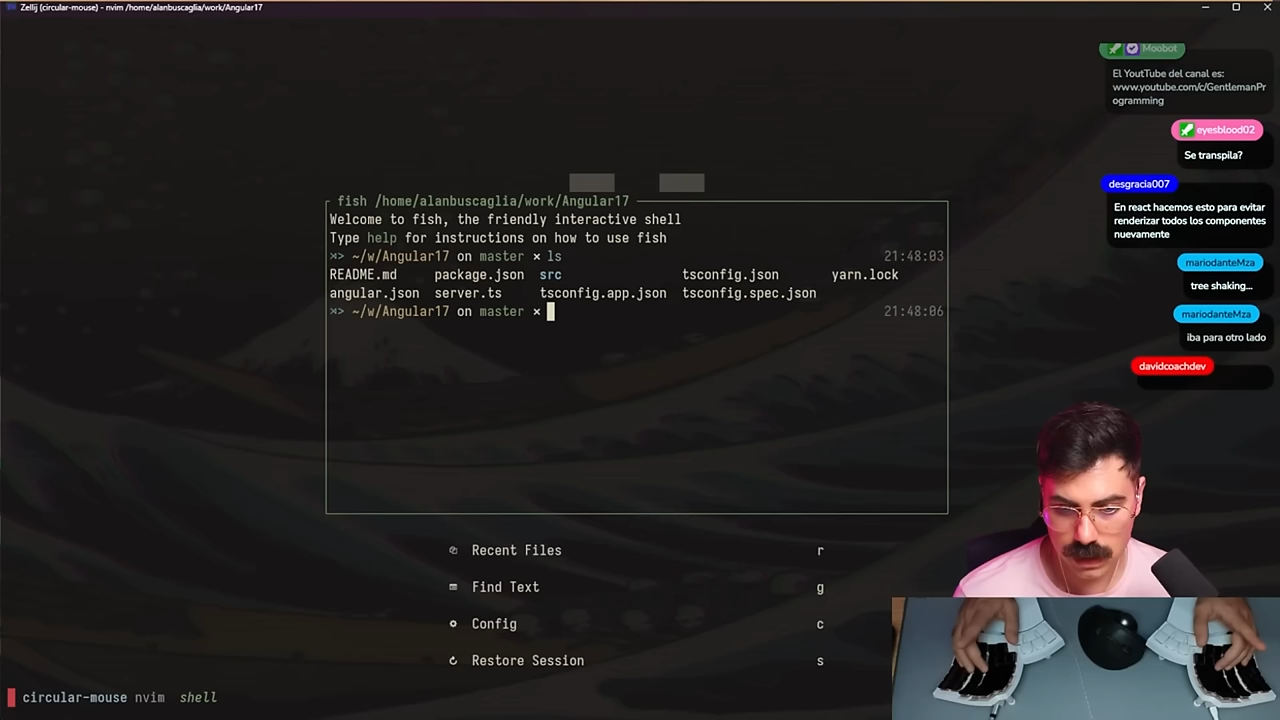 Zellij (circular-mouse) - nvim /home/alanbuscaglia/work/Angular17
Moobot
El YoutTube del canal es:
www.youtube.com/c/GentlemanPr
ogramming
eyesblood02
Se transpila?
desgracia007
En react hacemos esto para evitar
renderizar todos los componentes
nuevamente
mariodanteMza
tree shaking...
mariodanteMza
iba para otro lado
davidcoachdev
fish /home/alanbuscaglia/work/Angular17
Welcome to fish, the friendly interactive shell
Type help for instructions on how to use fish
~/w/Angular17 on master × ls 21:48:03
README.md package.json src tsconfig.json yarn.lock
angular.json server.ts tsconfig.app.json tsconfig.spec.json
~/w/Angular17 on master × 21:48:06
Recent Files r
Find Text g
Config c
Restore Session s
circular-mouse nvim shell